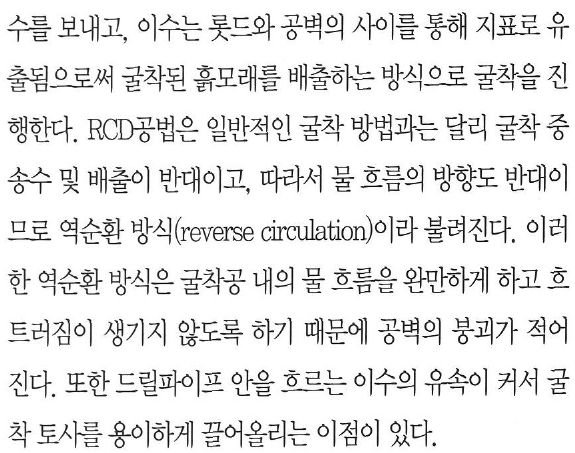 수를 보내고, 이수는 롯드와 공벽의 사이를 통해 지표로 유
출됨으로써 굴착된 흙모래를 배출하는 방식으로 굴착을 진
행한다. RCD공법은 일반적인 굴착 방법과는 달리 굴착 중
송수 및 배출이 반대이고, 따라서 물 흐름의 방향도 반대이
므로 역순환 방식(reverse circulation)이라 불려진다. 이러
한 역순환 방식은 굴착공 내의 물 흐름을 완만하게 하고 흐
트러짐이 생기지 않도록 하기 때문에 공벽의 붕괴가 적어
진다. 또한 드릴파이프 안을 흐르는 이수의 유속이 커서 굴
착 토사를 용이하게 끌어올리는 이점이 있다.